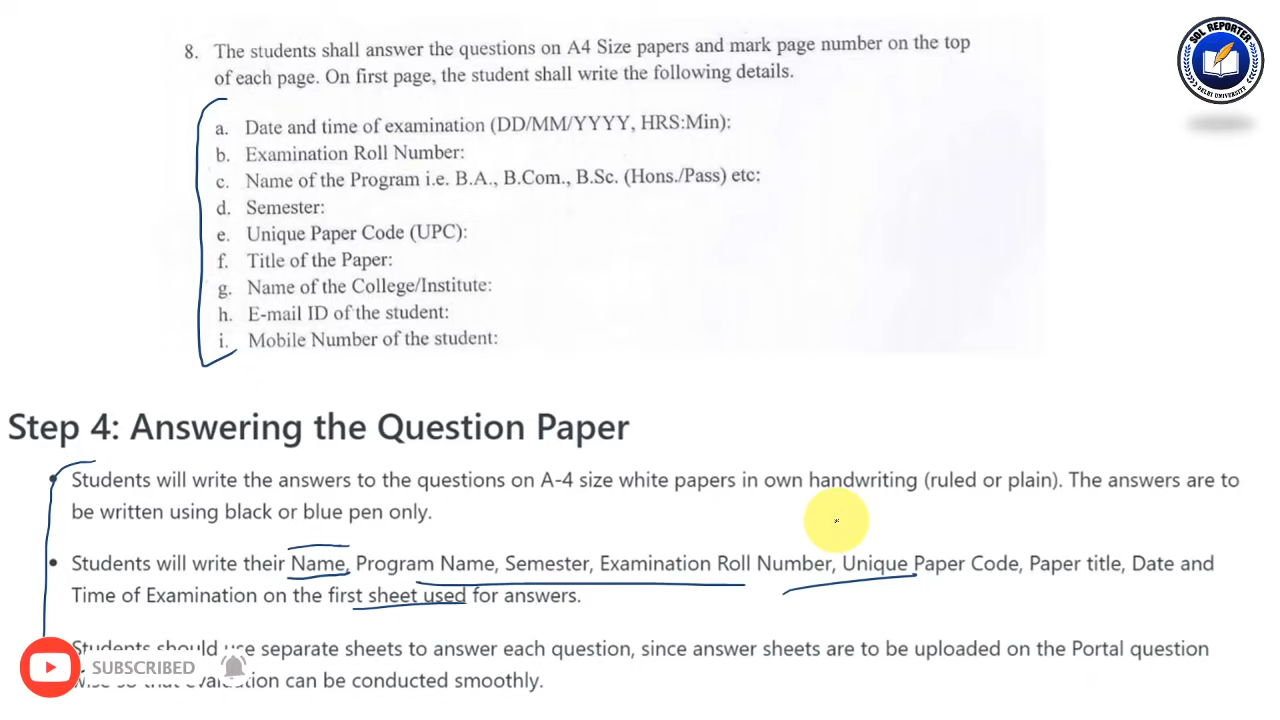 8. The students shall answer the questions on A4 Size papers and mark page number on the top
of each page. On first page, the student shall write the following details.
a. Date and time of examination (DD/MM/YYYY, HRS:Min):
b. Examination Roll Number:
c. Name of the Program i.e. B.A., B.Com., B.Sc. (Hons./Pass) etc:
d. Semester:
e. Unique Paper Code (UPC):
f. Title of the Paper:
g. Name of the College/Institute:
h. E-mail ID of the student:
i. Mobile Number of the student:
SOL REPORTER
DELHI UNIVERSITY
Step 4: Answering the Question Paper
• Students will write the answers to the questions on A-4 size white papers in own handwriting (ruled or plain). The answers are to
be written using black or blue pen only.
• Students will write their Name, Program Name, Semester, Examination Roll Number, Unique Paper Code, Paper title, Date and
Time of Examination on the first sheet used for answers.
Students should use separate sheets to answer each question, since answer sheets are to be uploaded on the Portal question
wise so that evaluation can be conducted smoothly.
SUBSCRIBED